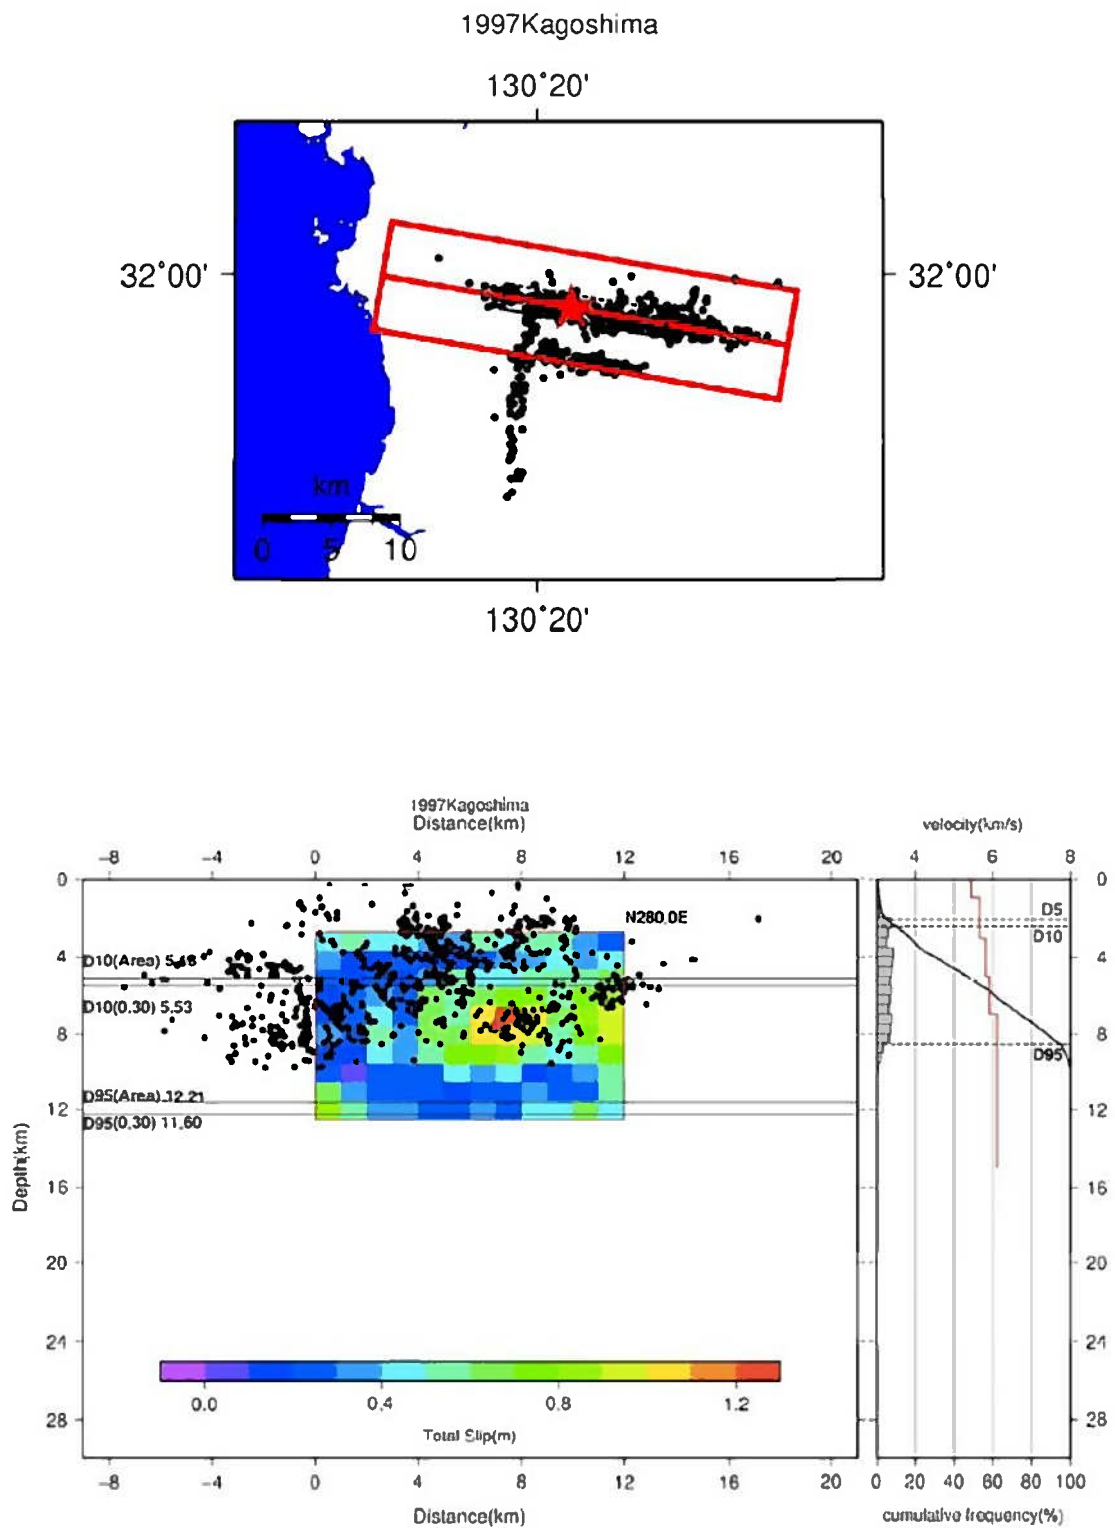 1997Kagoshima
130°20'
32°00'
32°00'
km
0 5 10
130°20'
1997Kagoshima
Distance(km)
velocity(km/s)
−8 −4 0 4 8 12 16 20
4 6 8
0
0
N280.0E
D5
D10
4
D10(Area) 5.48
4
D10(0.30) 5.53
8
8
D95
D95(Area) 12.21
12
12
D95(0.30) 11.60
Depth(km)
16
16
20
20
24
24
0.0 0.4 0.8 1.2
Total Slip(m)
28
28
−8 −4 0 4 8 12 16 20
0 20 40 60 80 100
Distance(km)
cumulative frequency(%)